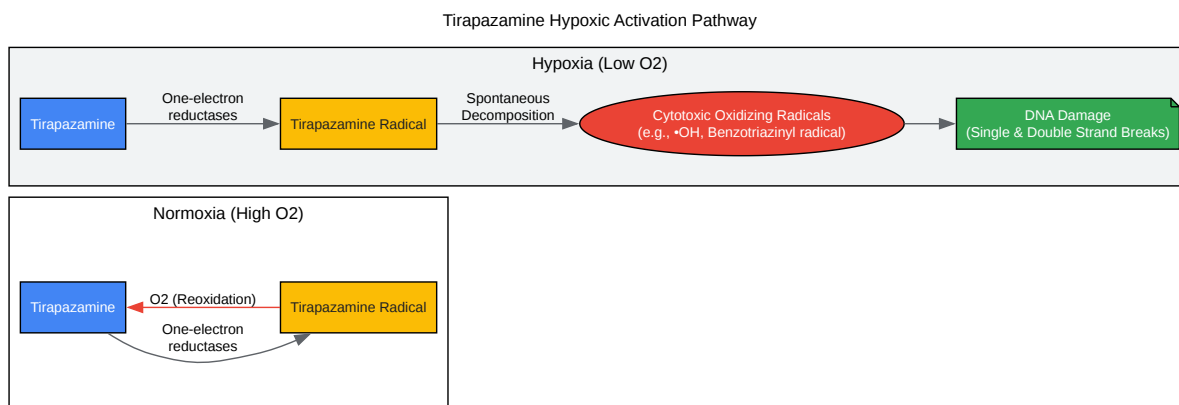 Tirapazamine Hypoxic Activation Pathway
Hypoxia (Low O2)
Tirapazamine
One-electron
reductases
Tirapazamine Radical
Spontaneous
Decomposition
Cytotoxic Oxidizing Radicals
(e.g., •OH, Benzotriazinyl radical)
DNA Damage
(Single & Double Strand Breaks)
Normoxia (High O2)
Tirapazamine
O2 (Reoxidation)
One-electron
reductases
Tirapazamine Radical